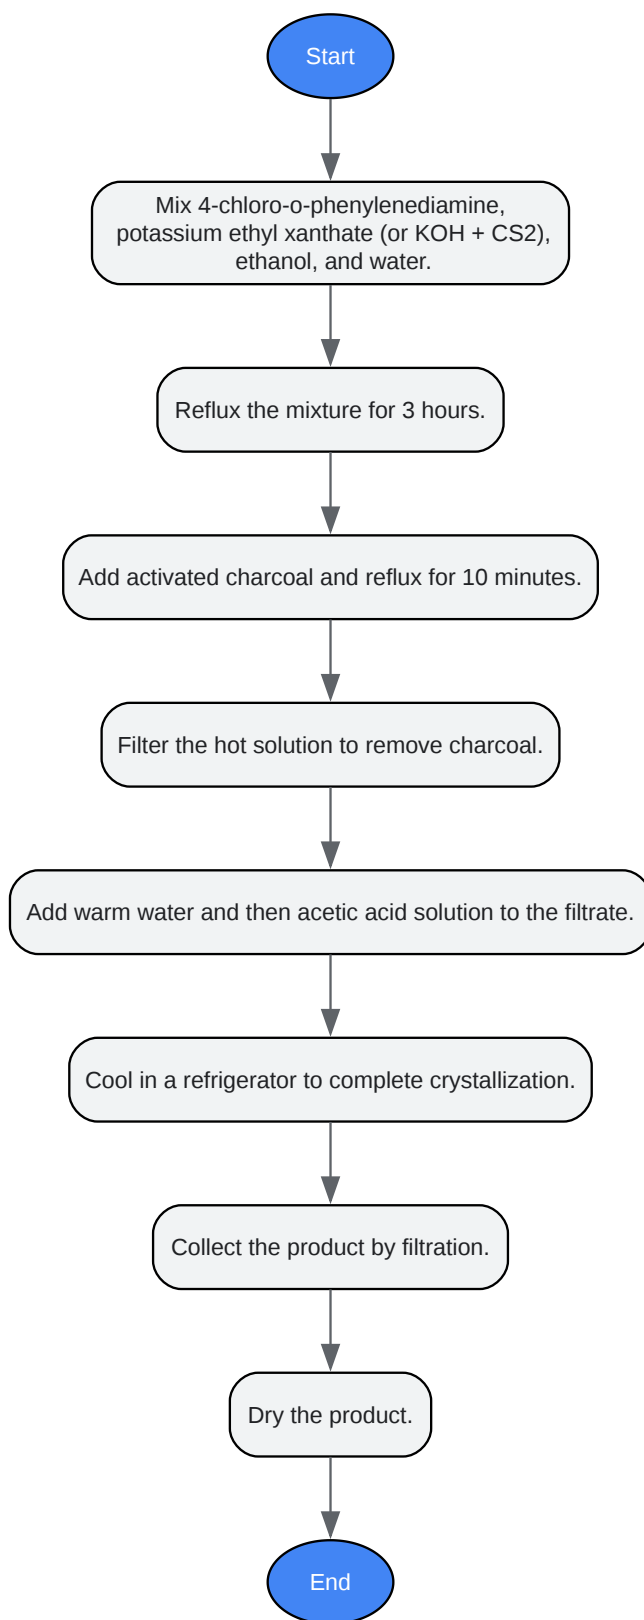 Start
Mix 4-chloro-o-phenylenediamine,
potassium ethyl xanthate (or KOH + CS2),
ethanol, and water.
Reflux the mixture for 3 hours.
Add activated charcoal and reflux for 10 minutes.
Filter the hot solution to remove charcoal.
Add warm water and then acetic acid solution to the filtrate.
Cool in a refrigerator to complete crystallization.
Collect the product by filtration.
Dry the product.
End